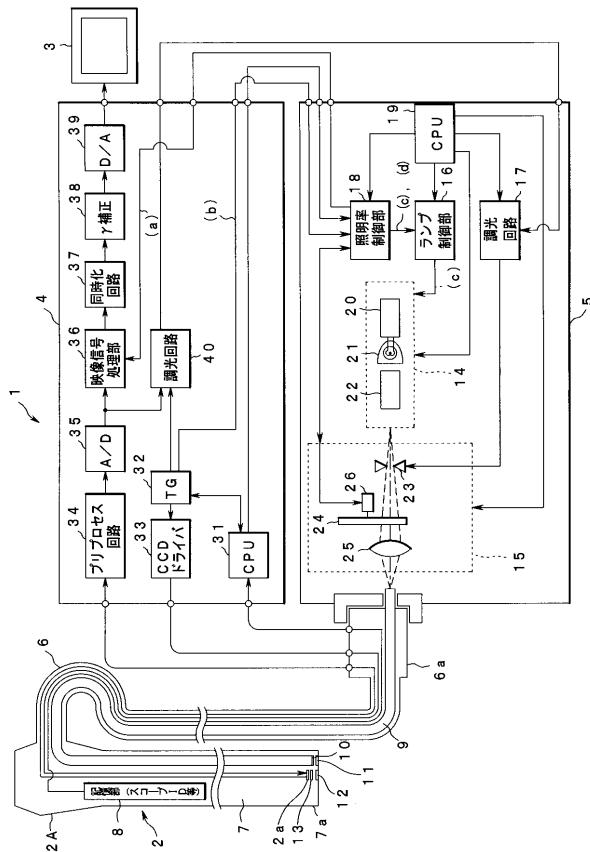 1
3
4
39
D/A
38
γ補正
37
同時化
回路
36
映像信号
処理部
35
A/D
34
プリプロセス
回路
40
調光回路
32
TG
33
CCD
ドライバ
31
CPU
(a)
(b)
5
19
CPU
18
照明率
制御部
(c),(d)
16
ランプ
制御部
17
調光
回路
(c)
20
21
22
14
26
24
23
25
15
6
6a
9
2A
記憶部
(スコープID等)
8
2
7
7a
2a
13
12
10
11